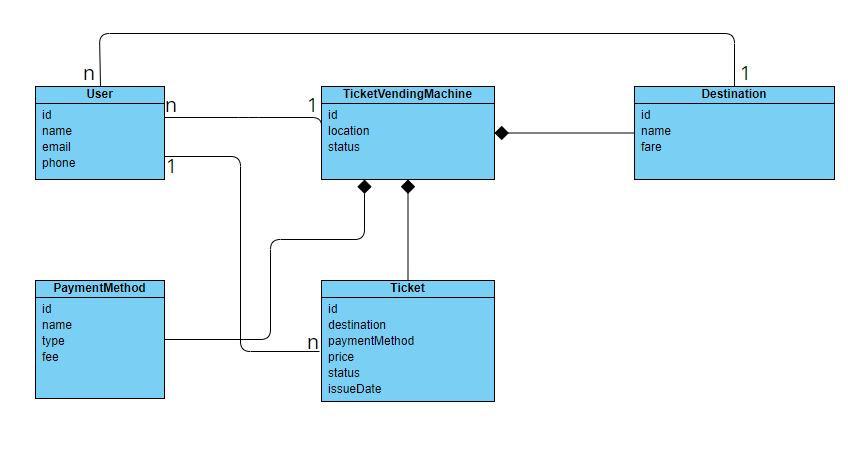 n
1
User
id
name
email
phone
n
1
1
TicketVendingMachine
id
location
status
Destination
id
name
fare
PaymentMethod
id
name
type
fee
n
Ticket
id
destination
paymentMethod
price
status
issueDate